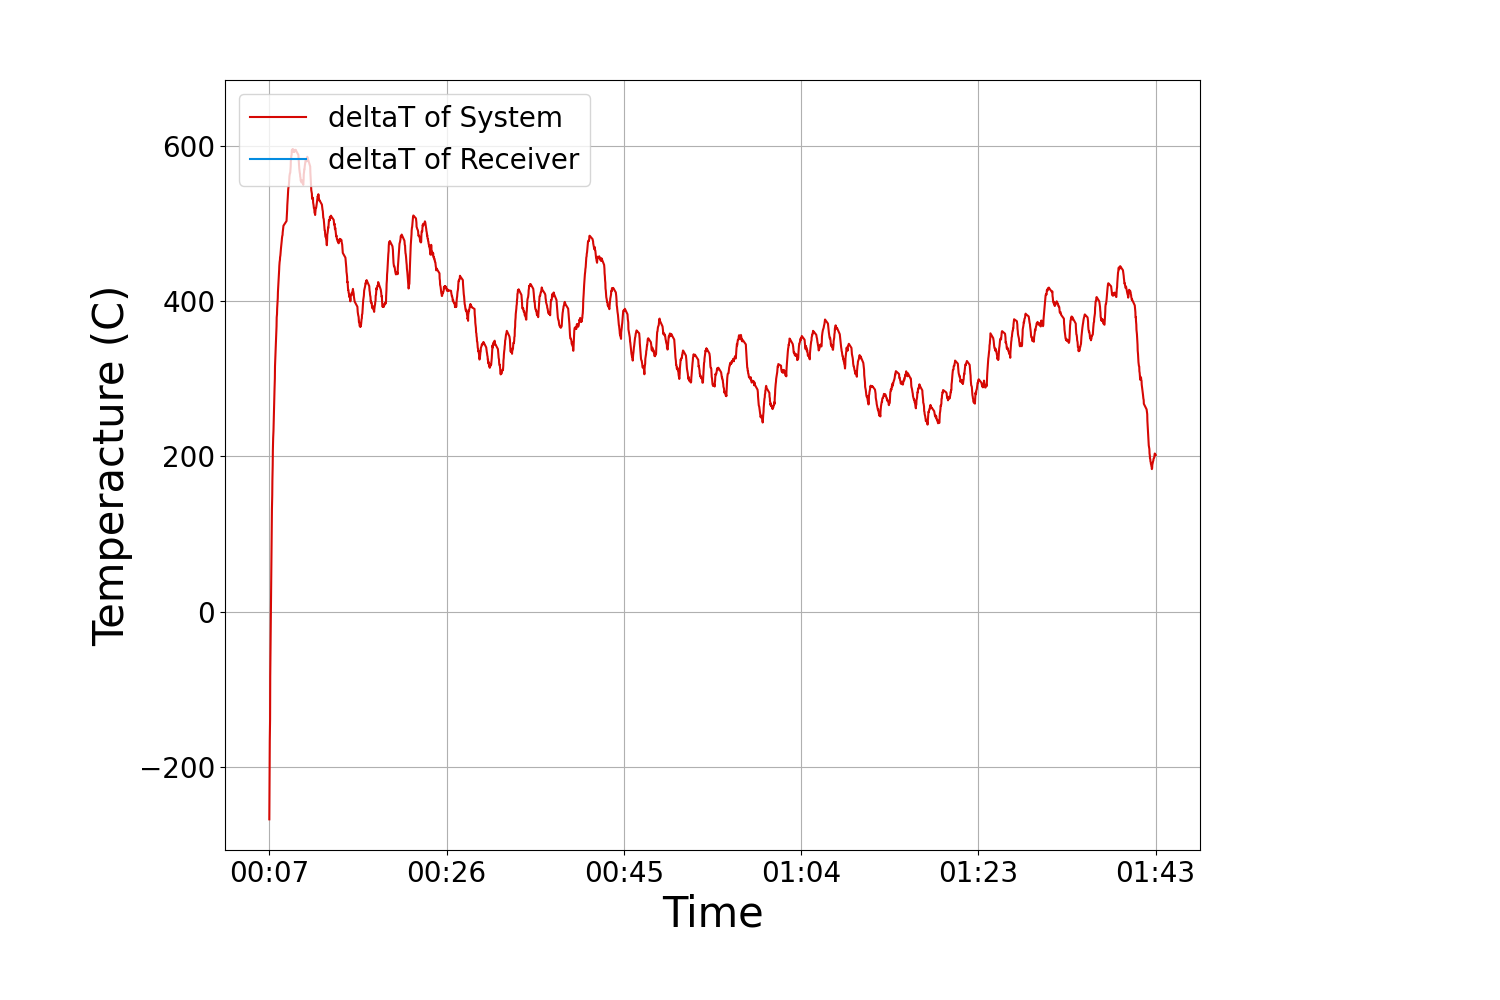 deltaT of System
deltaT of Receiver
600
400
200
0
−200
Temperacture (C)
00:07 00:26 00:45 01:04 01:23 01:43
Time